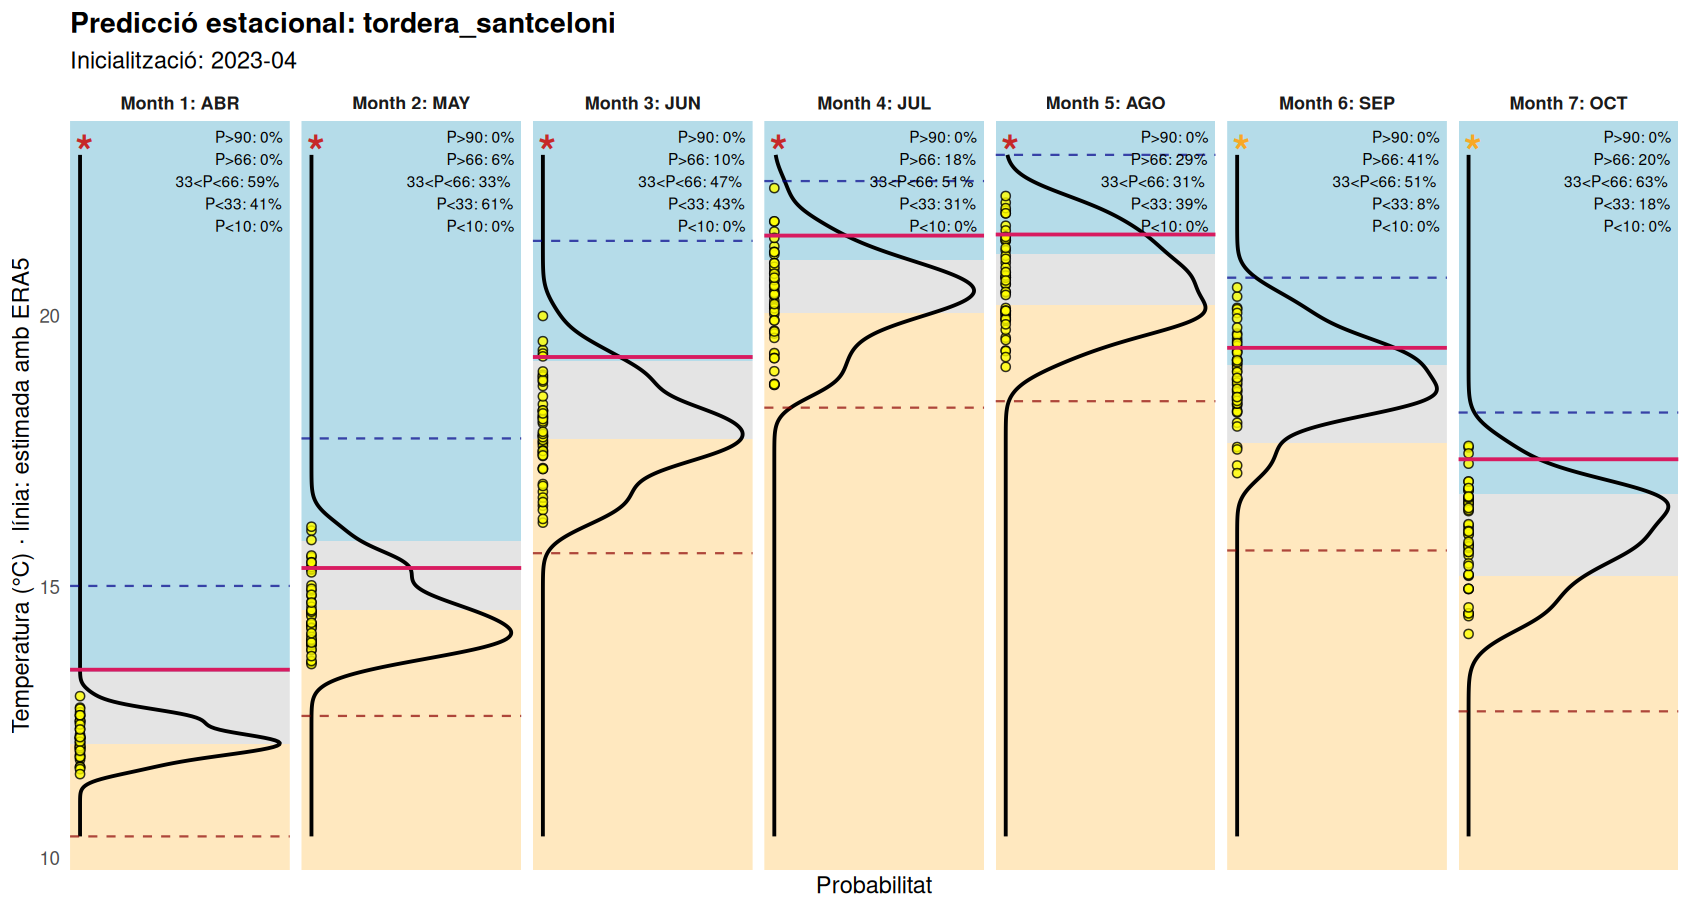 Predicció estacional: tordera_santceloni
Inicialització: 2023-04
Month 1: ABR
Month 2: MAY
Month 3: JUN
Month 4: JUL
Month 5: AGO
Month 6: SEP
Month 7: OCT
P>90: 0%
P>66: 0%
33<P<66: 59%
P<33: 41%
P<10: 0%
P>90: 0%
P>66: 6%
33<P<66: 33%
P<33: 61%
P<10: 0%
P>90: 0%
P>66: 10%
33<P<66: 47%
P<33: 43%
P<10: 0%
P>90: 0%
P>66: 18%
33<P<66: 51%
P<33: 31%
P<10: 0%
P>90: 0%
P>66: 29%
33<P<66: 31%
P<33: 39%
P<10: 0%
P>90: 0%
P>66: 41%
33<P<66: 51%
P<33: 8%
P<10: 0%
P>90: 0%
P>66: 20%
33<P<66: 63%
P<33: 18%
P<10: 0%
Temperatura (°C) · línia: estimada amb ERA5
20
15
10
Probabilitat